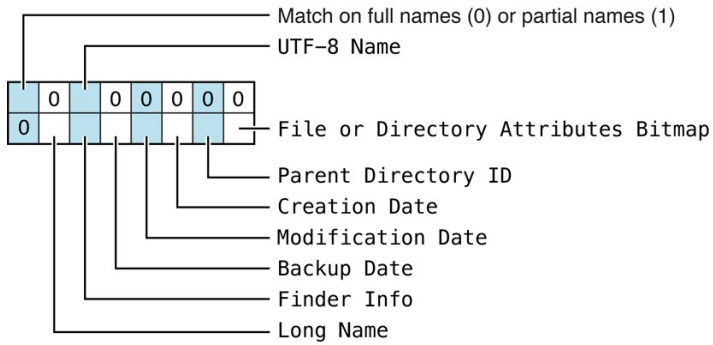 Match on full names (0) or partial names (1)
UTF-8 Name
0 0 0 0 0 0
0
File or Directory Attributes Bitmap
Parent Directory ID
Creation Date
Modification Date
Backup Date
Finder Info
Long Name